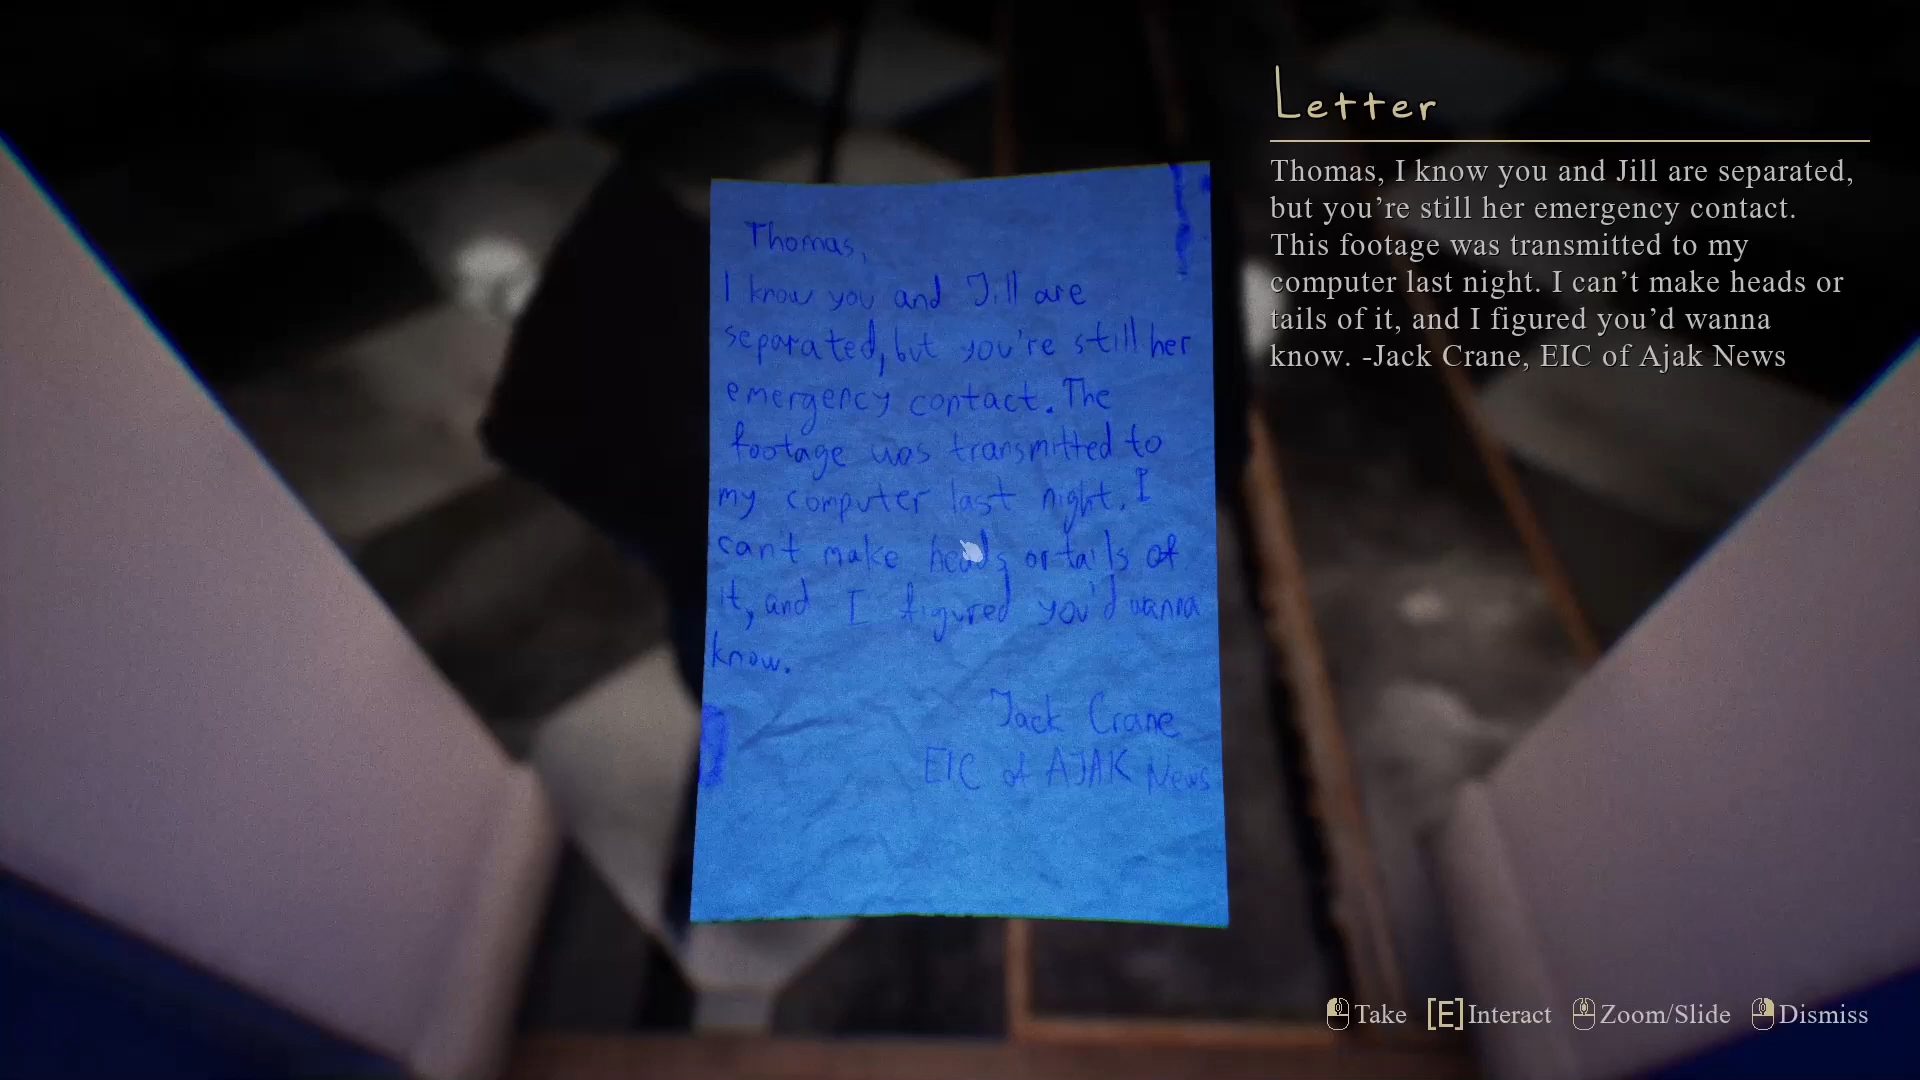 Letter
Thomas, I know you and Jill are separated,
but you're still her emergency contact.
This footage was transmitted to my
computer last night. I can't make heads or
tails of it, and I figured you'd wanna
know. -Jack Crane, EIC of Ajak News
Thomas,
I know you and Jill are
separated, but you're still her
emergency contact. The
footage was transmitted to
my computer last night. I
can't make heads or tails of
it, and I figured you'd wanna
know.
Jack Crane
EIC of AJAK News
Take [E] Interact Zoom/Slide Dismiss